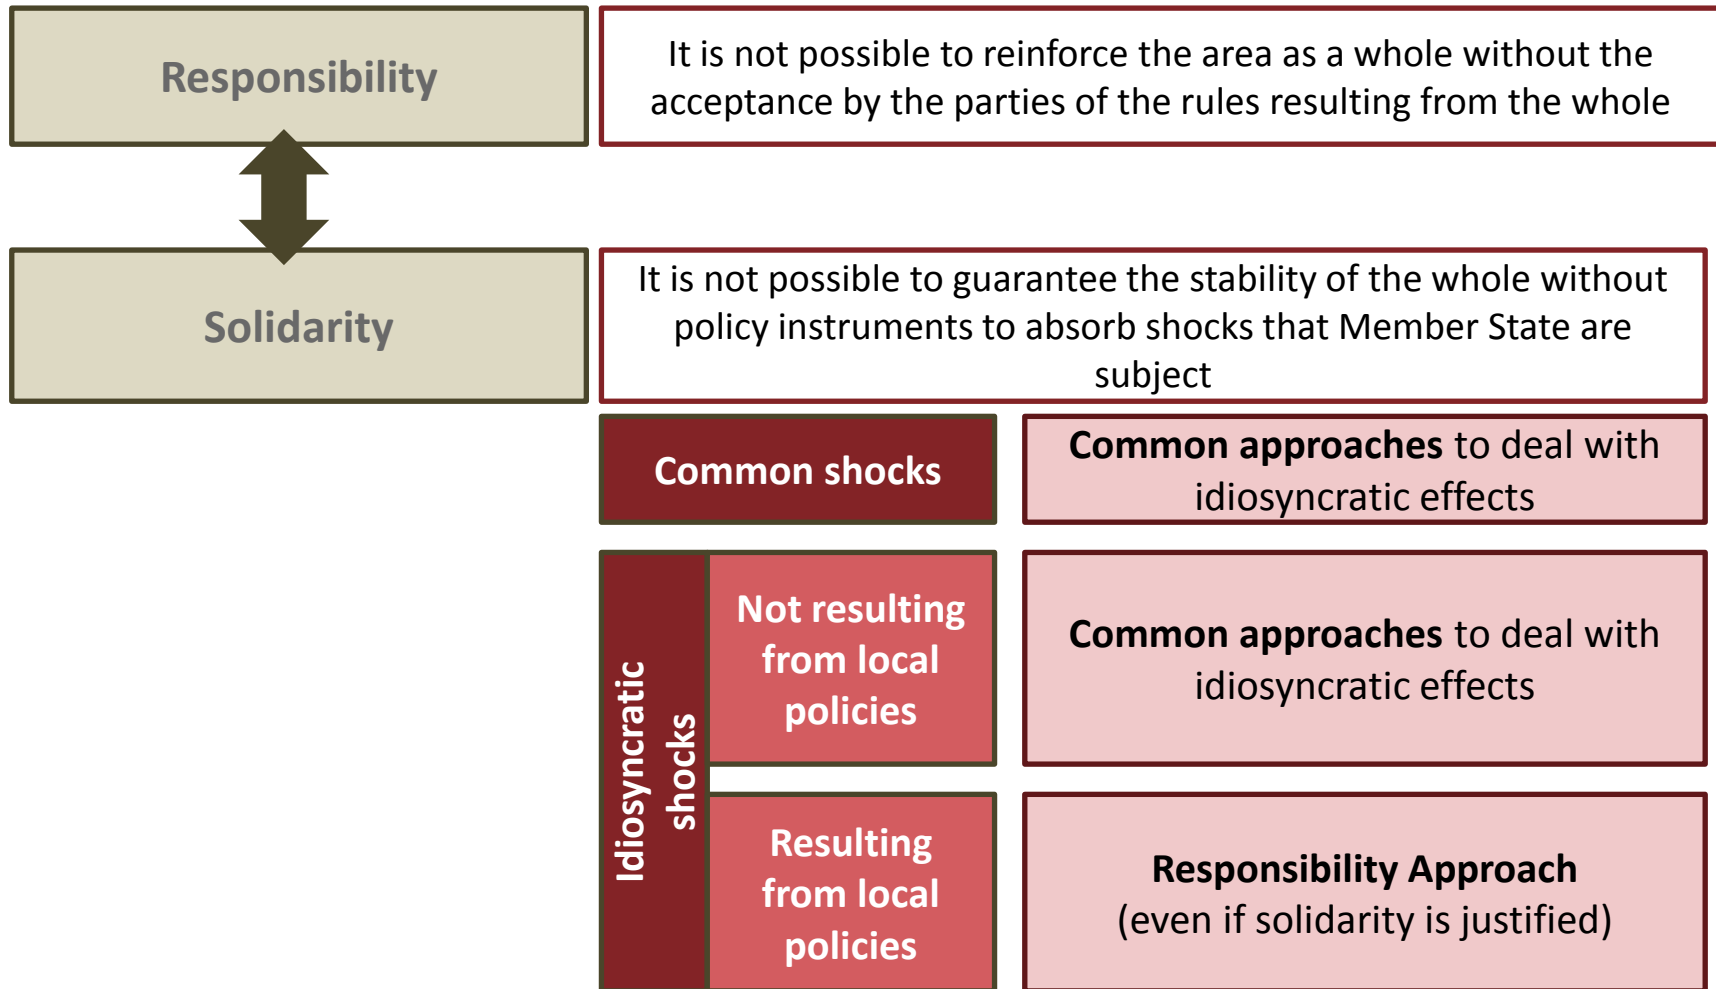 Responsibility
It is not possible to reinforce the area as a whole without the
acceptance by the parties of the rules resulting from the whole
Solidarity
It is not possible to guarantee the stability of the whole without
policy instruments to absorb shocks that Member State are
subject
Common shocks
Common approaches to deal with
idiosyncratic effects
Idiosyncratic
shocks
Not resulting
from local
policies
Common approaches to deal with
idiosyncratic effects
Resulting
from local
policies
Responsibility Approach
(even if solidarity is justified)